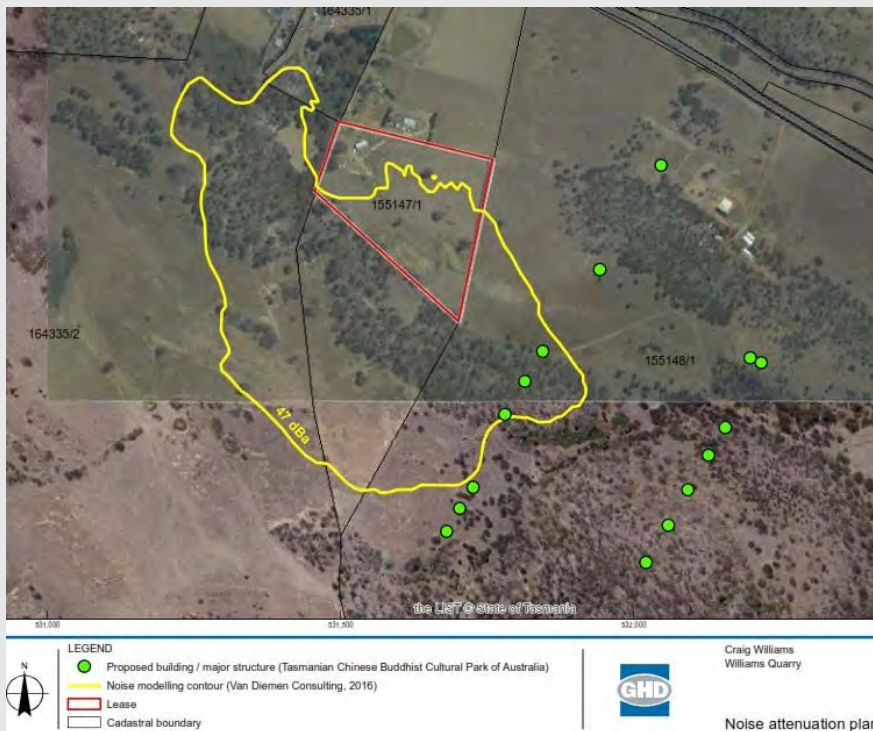 164335/1
155147/1
164335/2
155148/1
47 dBa
the LIST © State of Tasmania
531,000
531,500
532,000
LEGEND
Proposed building / major structure (Tasmanian Chinese Buddhist Cultural Park of Australia)
Noise modelling contour (Van Diemen Consulting, 2016)
Lease
Cadastral boundary
N
GHD
Craig Williams
Williams Quarry
Noise attenuation plan